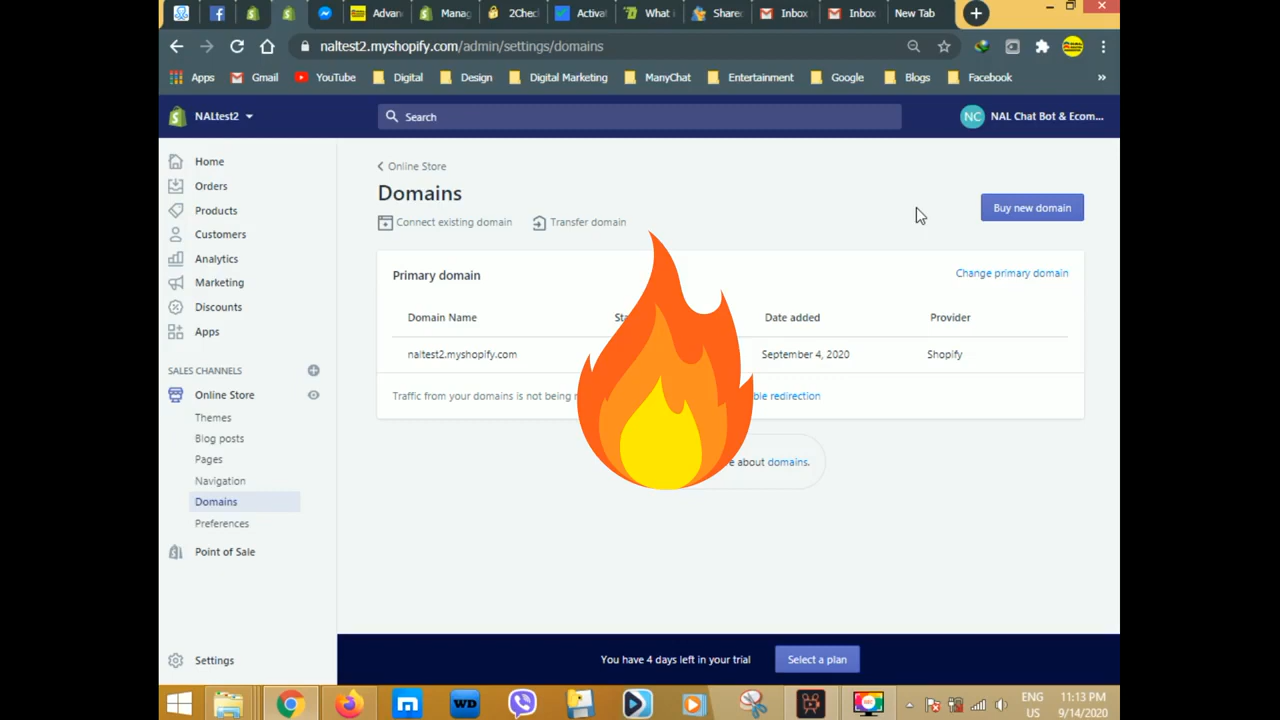 Advan
Manag
2Check
Activat
What i
Share
Inbox
Inbox
New Tab
naltest2.myshopify.com/admin/settings/domains
Apps
Gmail
YouTube
Digital
Design
Digital Marketing
ManyChat
Entertainment
Google
Blogs
Facebook
»
NALtest2
Search
NC
NAL Chat Bot & Ecom...
Home
Orders
Products
Customers
Analytics
Marketing
Discounts
Apps
SALES CHANNELS
Online Store
Themes
Blog posts
Pages
Navigation
Domains
Preferences
Point of Sale
Settings
Online Store
Domains
Connect existing domain
Transfer domain
Buy new domain
Primary domain
Change primary domain
Domain Name
Date added
Provider
naltest2.myshopify.com
September 4, 2020
Shopify
Traffic from your domains is not being
redirection
about domains.
You have 4 days left in your trial
Select a plan
WD
ENG
US
11:13 PM
9/14/2020